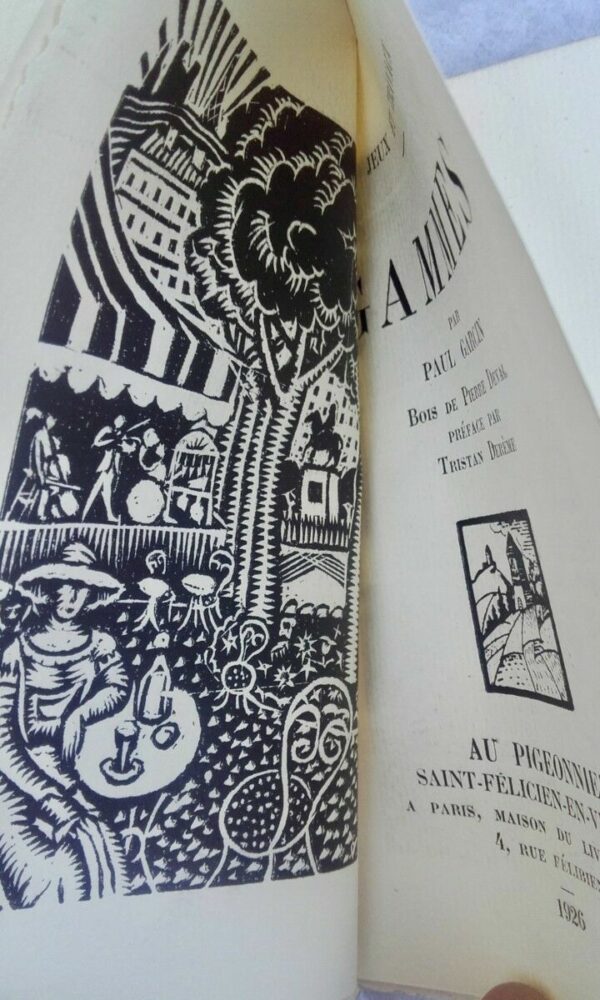 JEUX
GAMMES
PAR
PAUL GARCIN
BOIS DE PIERRE DEVAL
PRÉFACE PAR
TRISTAN DERÈME
AU PIGEONNIE
SAINT-FÉLICIEN-EN-V
A PARIS, MAISON DU LIV
4, RUE FÉLIBIE
1926